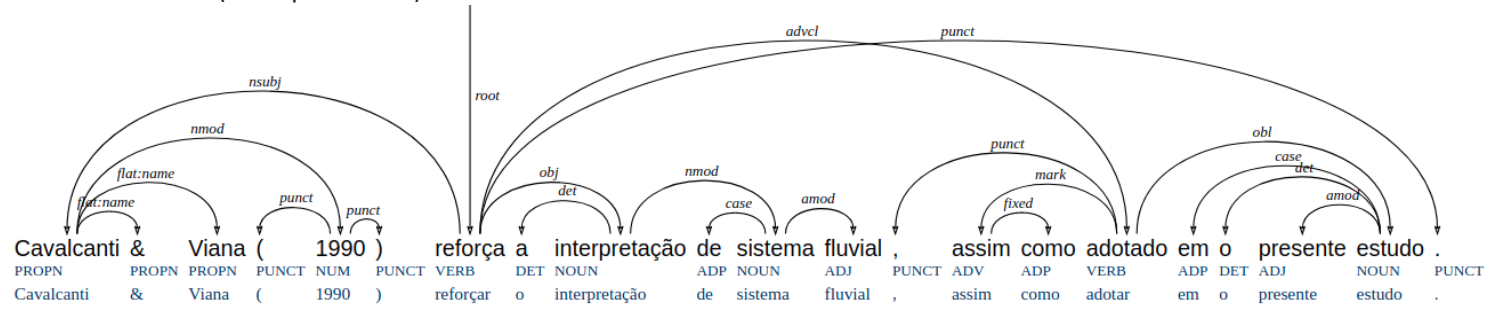 advcl punct
nsubj root
nmod obl
punct
obj case
flat:name nmod mark det
det
flat:name punct punct case amod fixed amod
Cavalcanti & Viana ( 1990 ) reforça a interpretação de sistema fluvial , assim como adotado em o presente estudo .
PROPN PROPN PROPN PUNCT NUM PUNCT VERB DET NOUN ADP NOUN ADJ PUNCT ADV ADP VERB ADP DET ADJ NOUN PUNCT
Cavalcanti & Viana ( 1990 ) reforçar o interpretação de sistema fluvial , assim como adotar em o presente estudo .